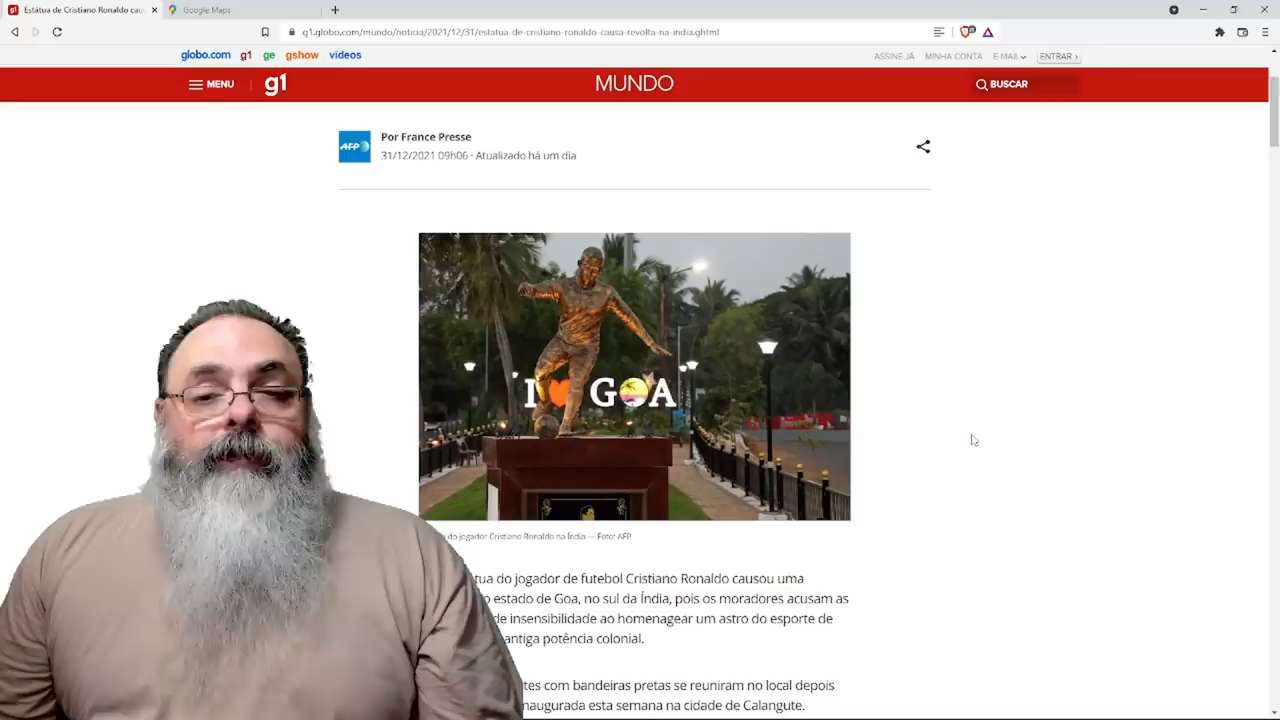 Estátua de Cristiano Ronaldo cau
Google Maps
g1.globo.com/mundo/noticia/2021/12/31/estatua-de-cristiano-ronaldo-causa-revolta-na-india.ghtml
globo.com g1 ge gshow videos
ASSINE JÁ MINHA CONTA E-MAIL ENTRAR ›
MENU g1 MUNDO BUSCAR
AFP
Por France Presse
31/12/2021 09h06 · Atualizado há um dia
I GOA
do jogador Cristiano Ronaldo na Índia — Foto: AFP
tua do jogador de futebol Cristiano Ronaldo causou uma
o estado de Goa, no sul da Índia, pois os moradores acusam as
de insensibilidade ao homenagear um astro do esporte de
antiga potência colonial.
tes com bandeiras pretas se reuniram no local depois
naugurada esta semana na cidade de Calangute.